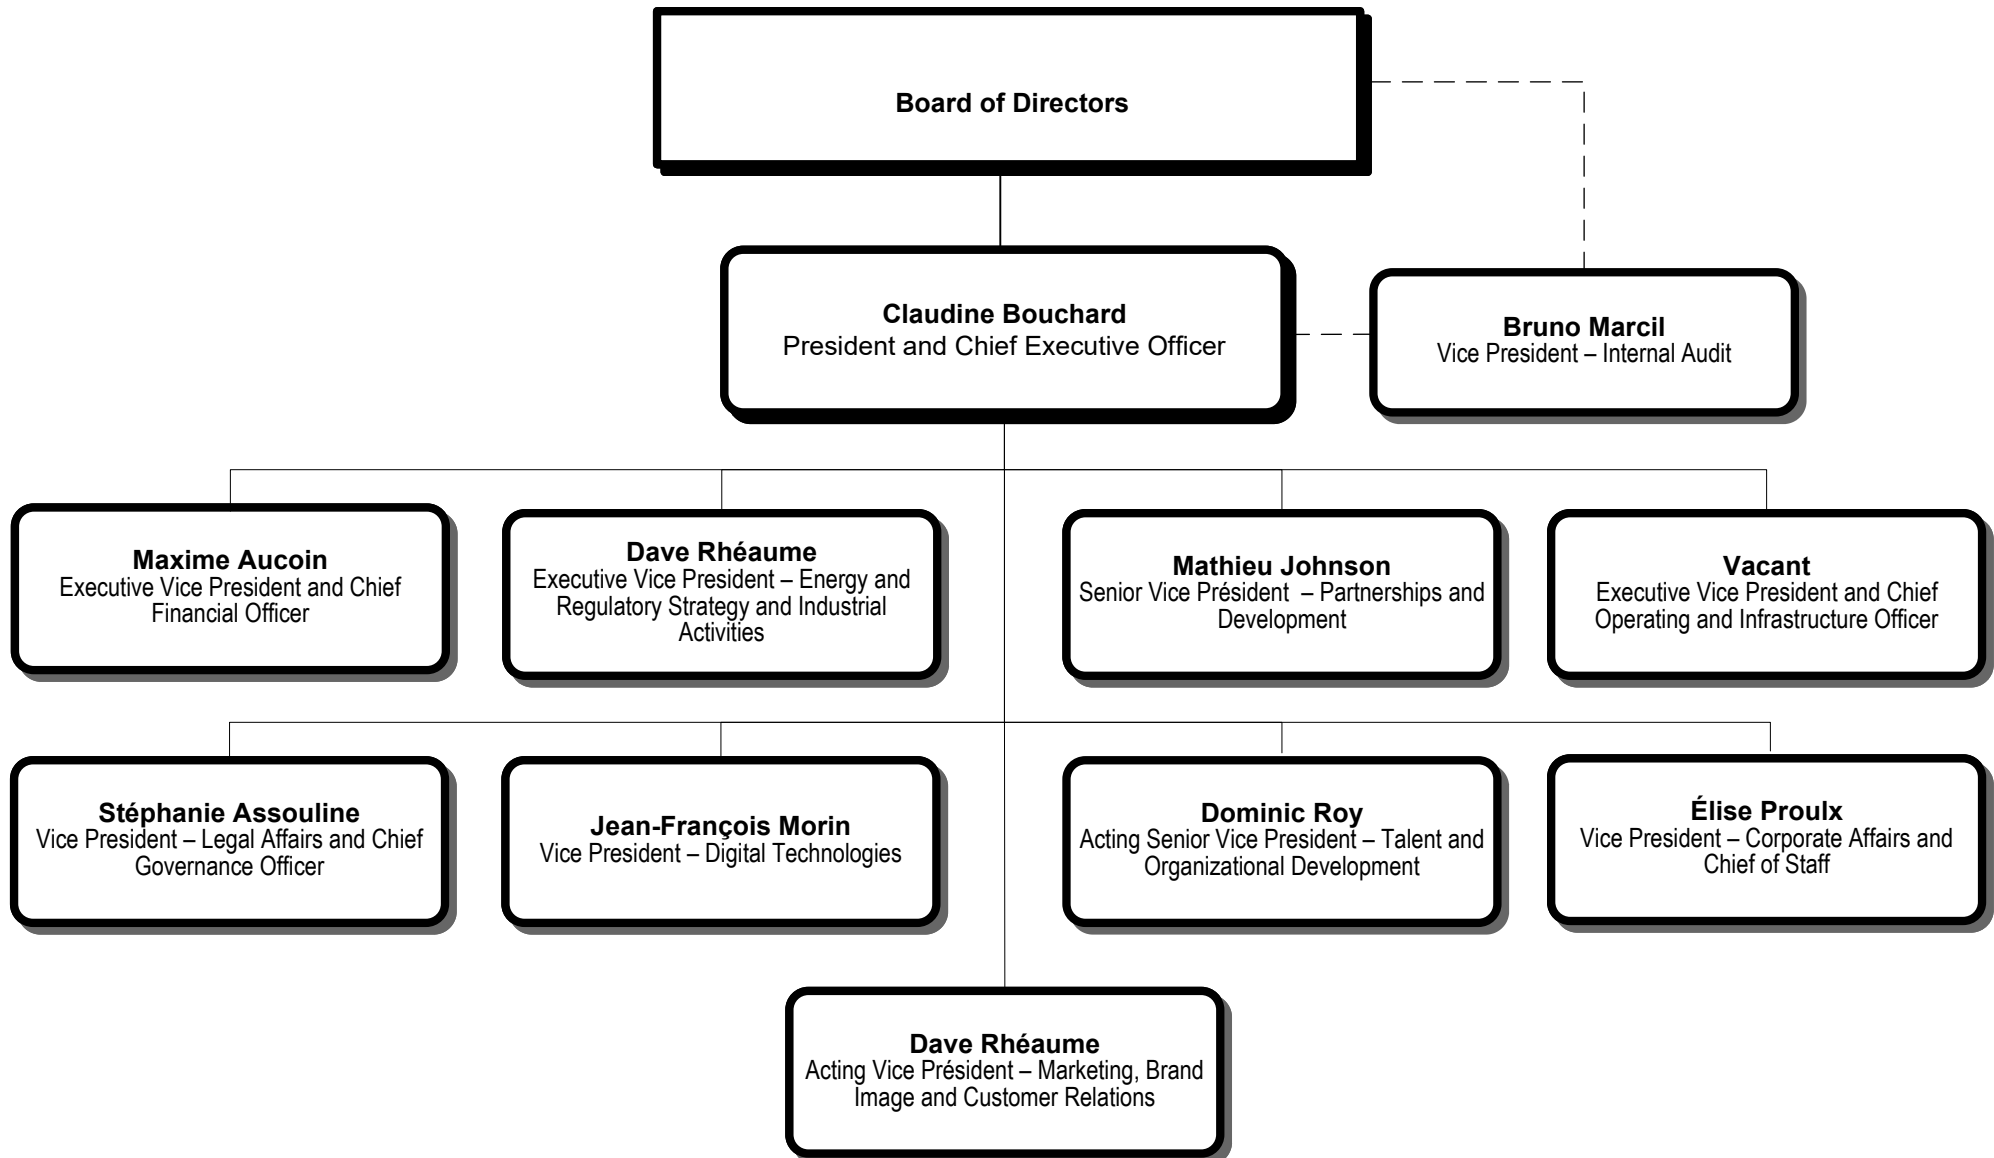 Board of Directors
Claudine Bouchard
President and Chief Executive Officer
Bruno Marcil
Vice President – Internal Audit
Maxime Aucoin
Executive Vice President and Chief
Financial Officer
Dave Rhéaume
Executive Vice President – Energy and
Regulatory Strategy and Industrial
Activities
Mathieu Johnson
Senior Vice Président  – Partnerships and
Development
Vacant
Executive Vice President and Chief
Operating and Infrastructure Officer
Stéphanie Assouline
Vice President – Legal Affairs and Chief
Governance Officer
Jean-François Morin
Vice President – Digital Technologies
Dominic Roy
Acting Senior Vice President – Talent and
Organizational Development
Élise Proulx
Vice President – Corporate Affairs and
Chief of Staff
Dave Rhéaume
Acting Vice Président – Marketing, Brand
Image and Customer Relations